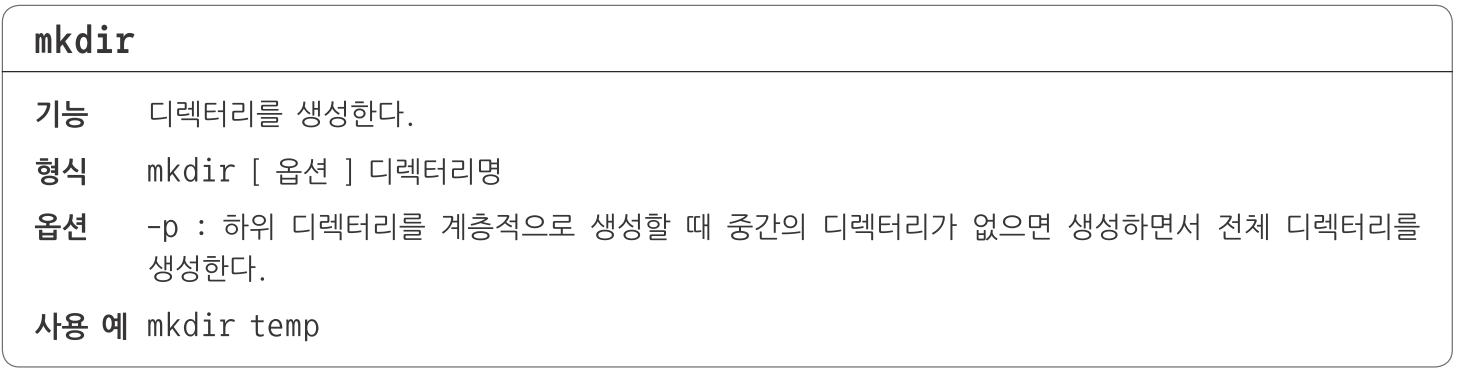 mkdir
기능 디렉터리를 생성한다.
형식 mkdir [ 옵션 ] 디렉터리명
옵션 -p : 하위 디렉터리를 계층적으로 생성할 때 중간의 디렉터리가 없으면 생성하면서 전체 디렉터리를
생성한다.
사용 예 mkdir temp